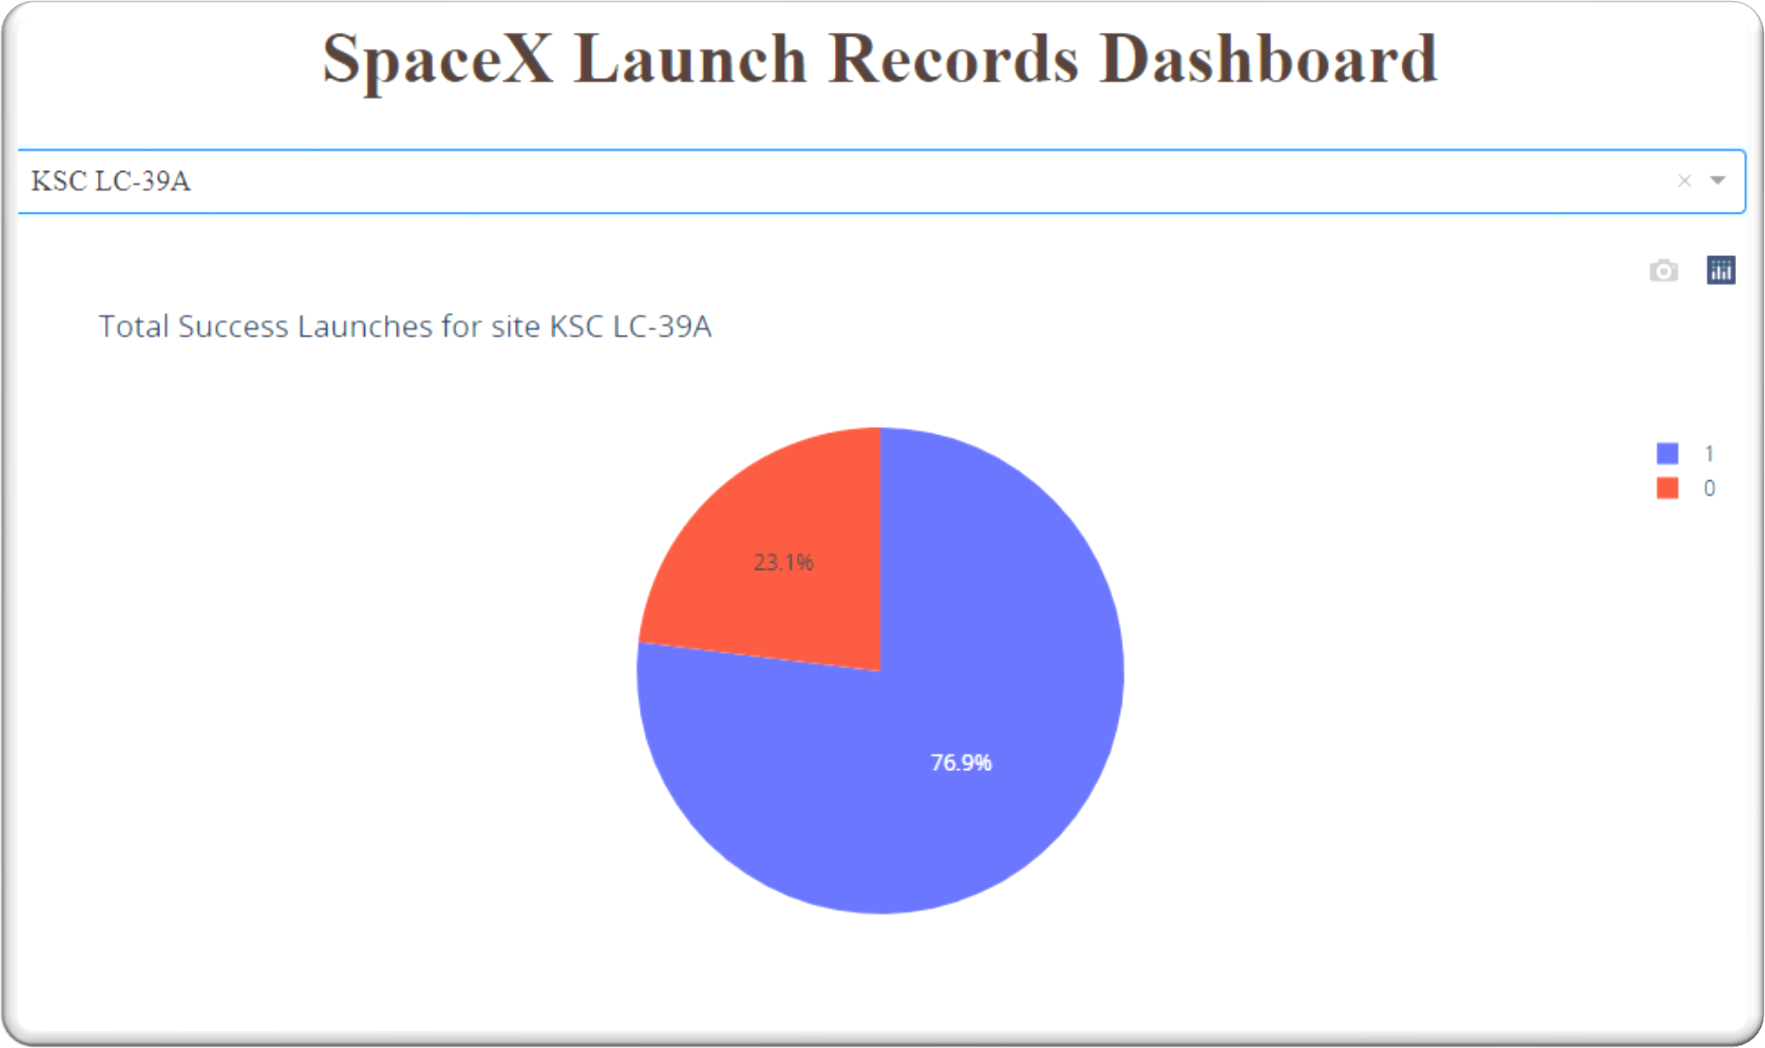 SpaceX Launch Records Dashboard
KSC LC-39A
Total Success Launches for site KSC LC-39A
1
0
23.1%
76.9%